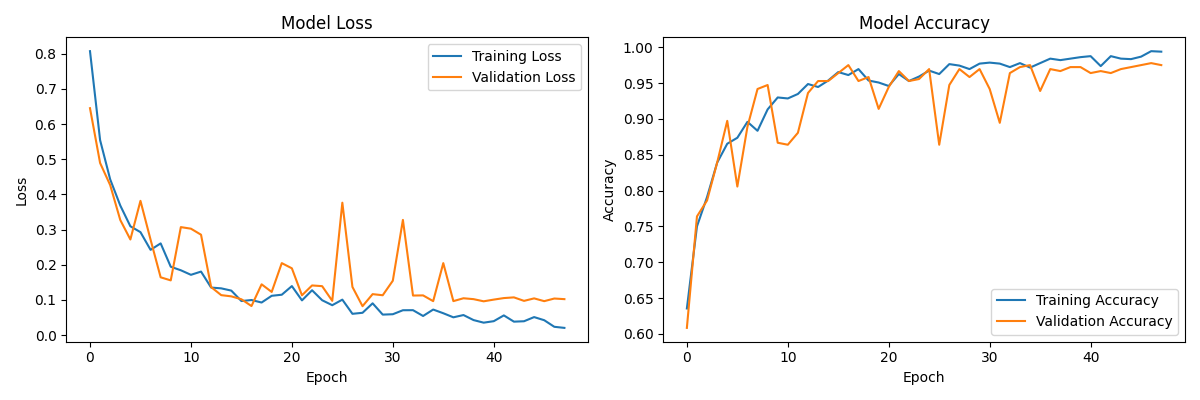 Model Loss
Loss
0.8
0.7
0.6
0.5
0.4
0.3
0.2
0.1
0.0
0 10 20 30 40
Epoch
Training Loss
Validation Loss
Model Accuracy
Accuracy
1.00
0.95
0.90
0.85
0.80
0.75
0.70
0.65
0.60
0 10 20 30 40
Epoch
Training Accuracy
Validation Accuracy